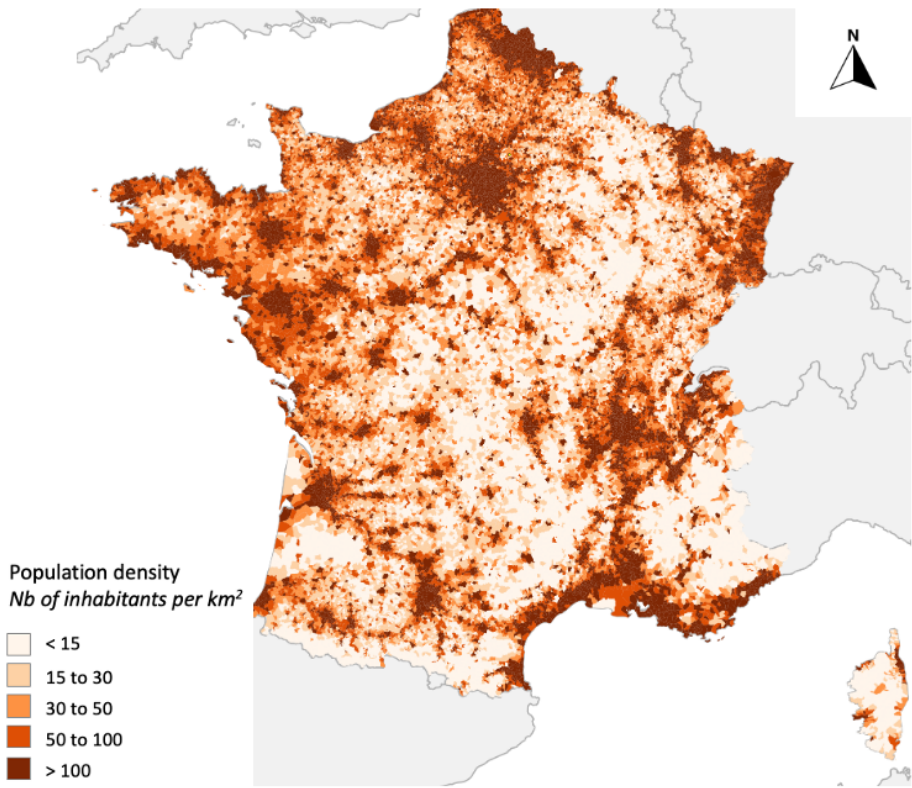 N
Population density
Nb of inhabitants per km²
< 15
15 to 30
30 to 50
50 to 100
> 100